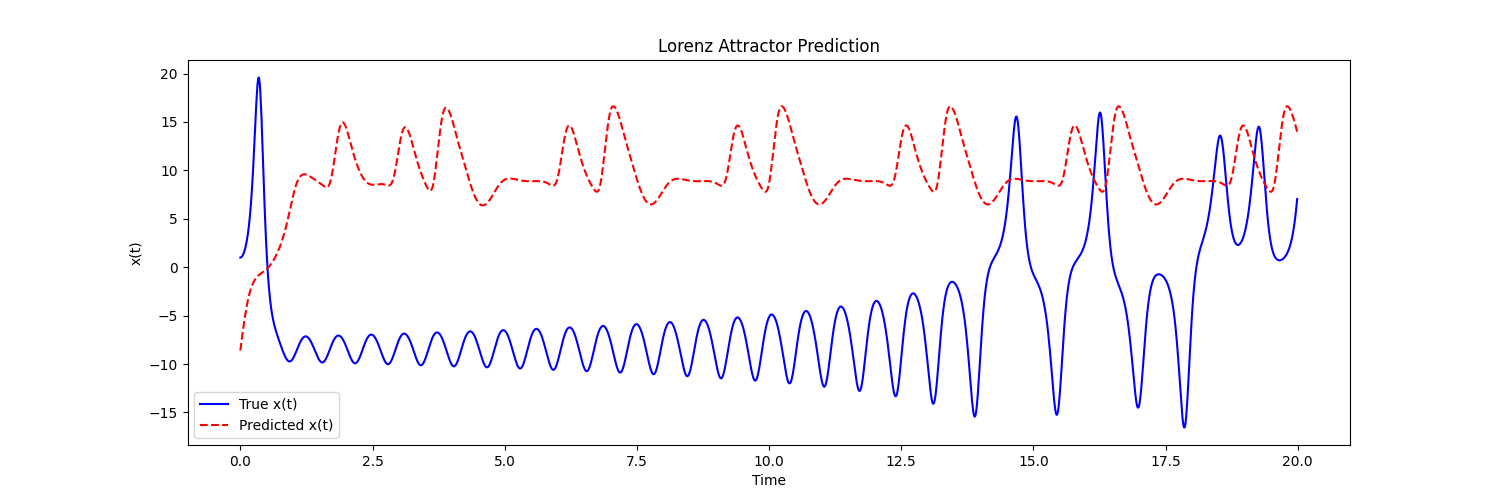 Lorenz Attractor Prediction
20
15
10
5
0
−5
−10
−15
x(t)
True x(t)
Predicted x(t)
0.0 2.5 5.0 7.5 10.0 12.5 15.0 17.5 20.0
Time